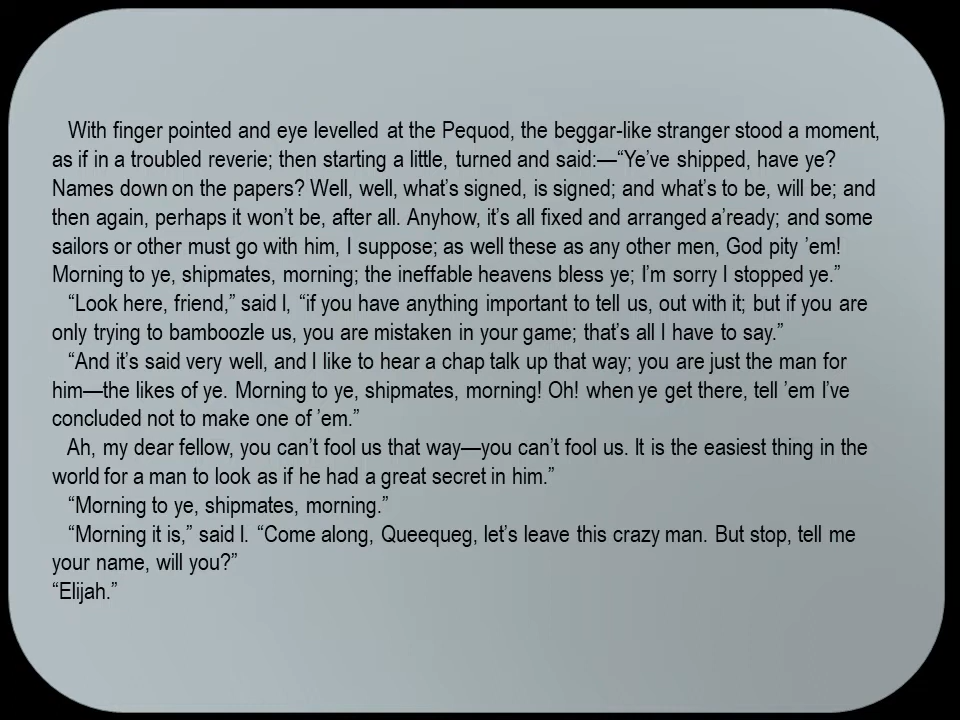 With finger pointed and eye levelled at the Pequod, the beggar-like stranger stood a moment,
as if in a troubled reverie; then starting a little, turned and said:—“Ye’ve shipped, have ye?
Names down on the papers? Well, well, what’s signed, is signed; and what’s to be, will be; and
then again, perhaps it won’t be, after all. Anyhow, it’s all fixed and arranged a’ready; and some
sailors or other must go with him, I suppose; as well these as any other men, God pity ’em!
Morning to ye, shipmates, morning; the ineffable heavens bless ye; I’m sorry I stopped ye.”
“Look here, friend,” said I, “if you have anything important to tell us, out with it; but if you are
only trying to bamboozle us, you are mistaken in your game; that’s all I have to say.”
“And it’s said very well, and I like to hear a chap talk up that way; you are just the man for
him—the likes of ye. Morning to ye, shipmates, morning! Oh! when ye get there, tell ’em I’ve
concluded not to make one of ’em.”
Ah, my dear fellow, you can’t fool us that way—you can’t fool us. It is the easiest thing in the
world for a man to look as if he had a great secret in him.”
“Morning to ye, shipmates, morning.”
“Morning it is,” said I. “Come along, Queequeg, let’s leave this crazy man. But stop, tell me
your name, will you?”
“Elijah.”